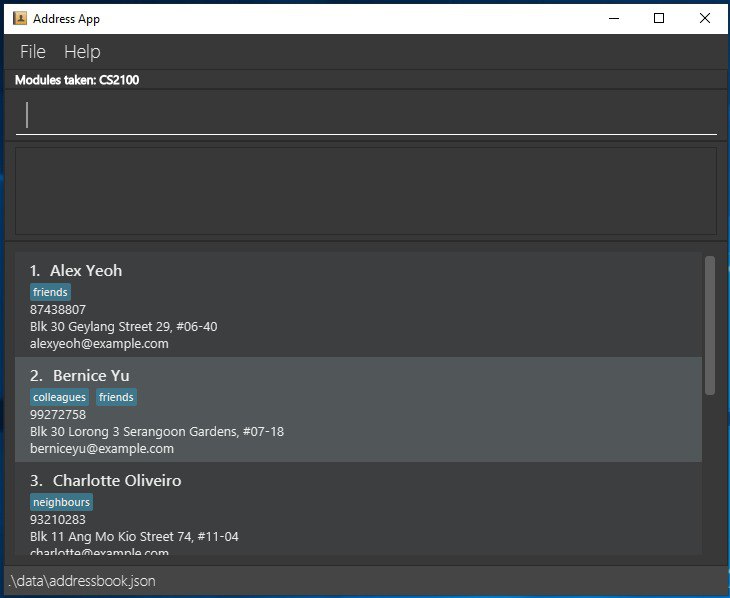 Address App
File Help
Modules taken: CS2100
1. Alex Yeoh
friends
87438807
Blk 30 Geylang Street 29, #06-40
alexyeoh@example.com
2. Bernice Yu
colleagues friends
99272758
Blk 30 Lorong 3 Serangoon Gardens, #07-18
berniceyu@example.com
3. Charlotte Oliveiro
neighbours
93210283
Blk 11 Ang Mo Kio Street 74, #11-04
charlotte@example.com
.\data\addressbook.json